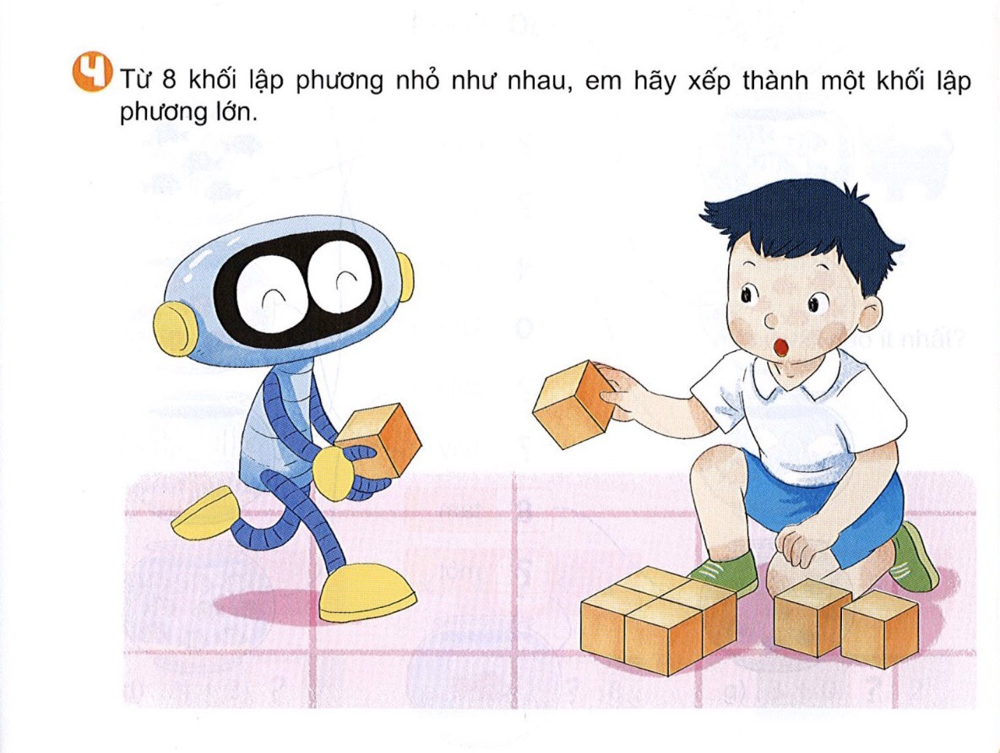 4 Từ 8 khối lập phương nhỏ như nhau, em hãy xếp thành một khối lập
phương lớn.